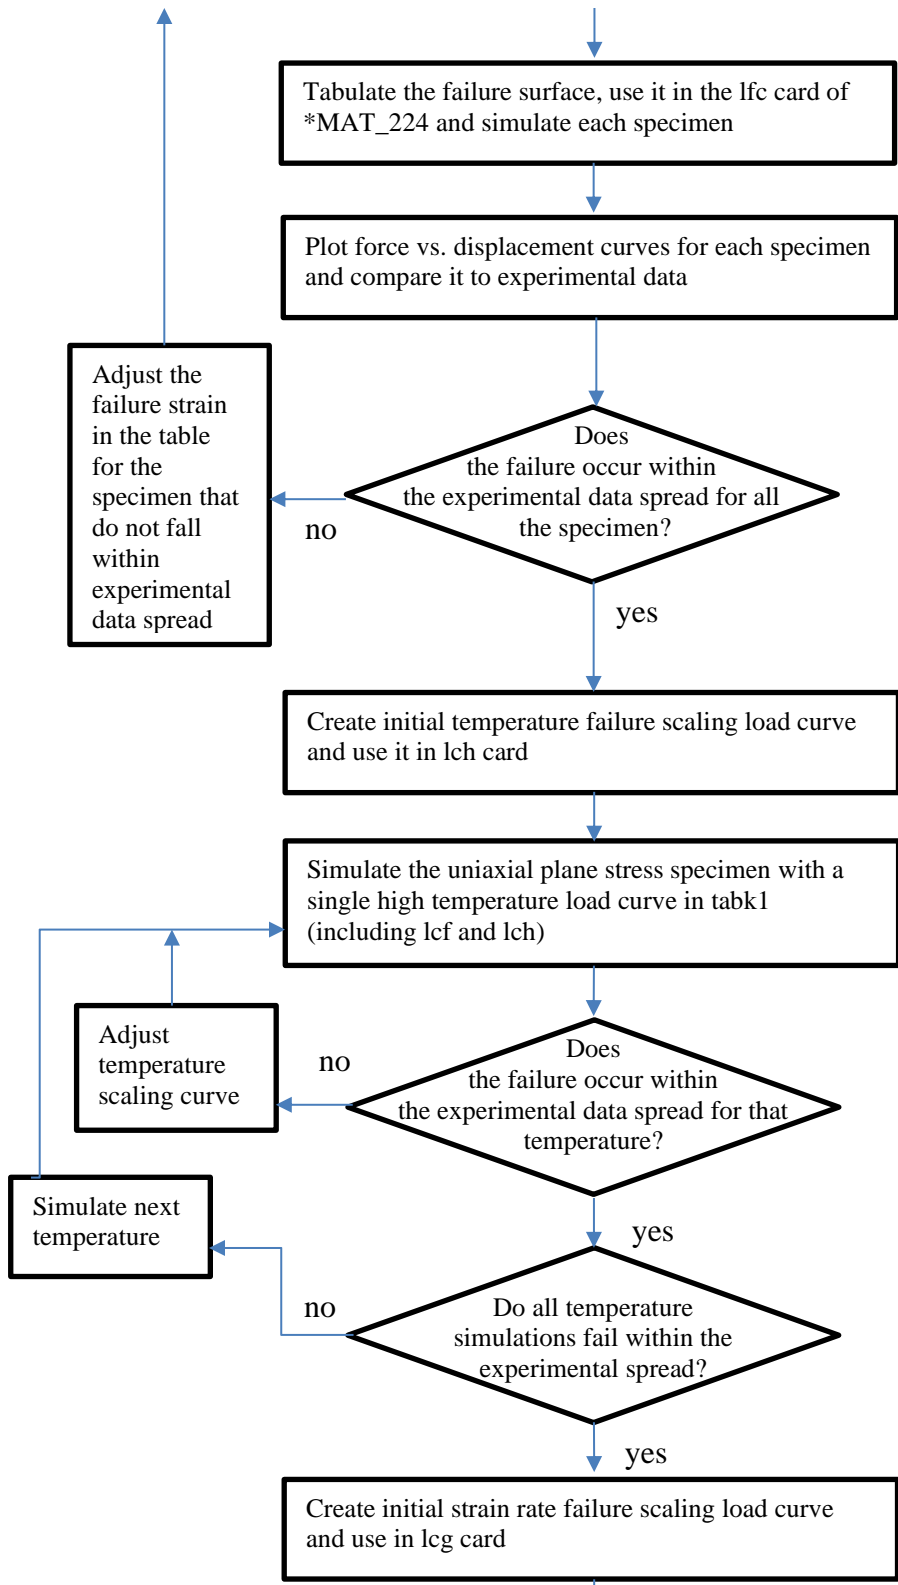 Tabulate the failure surface, use it in the lfc card of
*MAT_224 and simulate each specimen
Plot force vs. displacement curves for each specimen
and compare it to experimental data
Adjust the
failure strain
in the table
for the
specimen that
do not fall
within
experimental
data spread
Does
the failure occur within
the experimental data spread for all
the specimen?
no
yes
Create initial temperature failure scaling load curve
and use it in lch card
Simulate the uniaxial plane stress specimen with a
single high temperature load curve in tabk1
(including lcf and lch)
Adjust
temperature
scaling curve
no
Does
the failure occur within
the experimental data spread for that
temperature?
Simulate next
temperature
yes
no
Do all temperature
simulations fail within the
experimental spread?
yes
Create initial strain rate failure scaling load curve
and use in lcg card